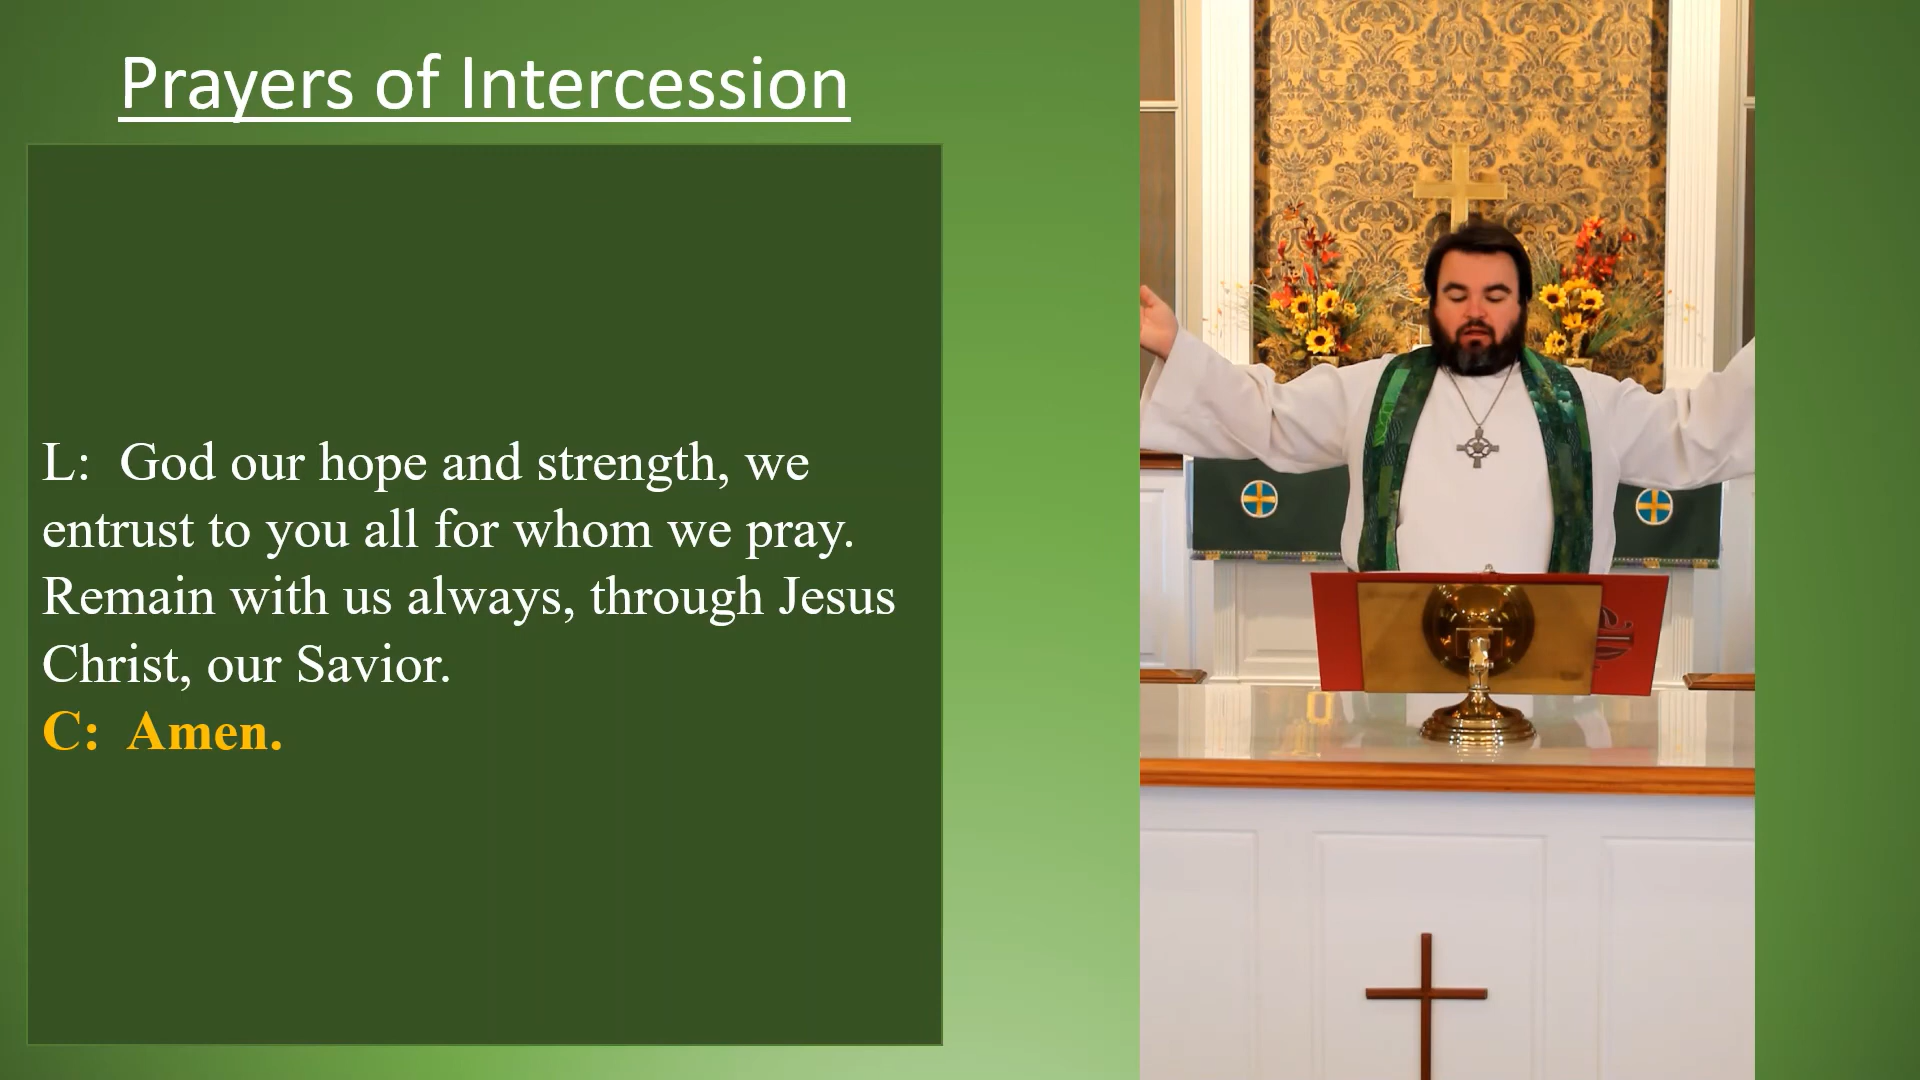 Prayers of Intercession
L:  God our hope and strength, we
entrust to you all for whom we pray.
Remain with us always, through Jesus
Christ, our Savior.
C:  Amen.